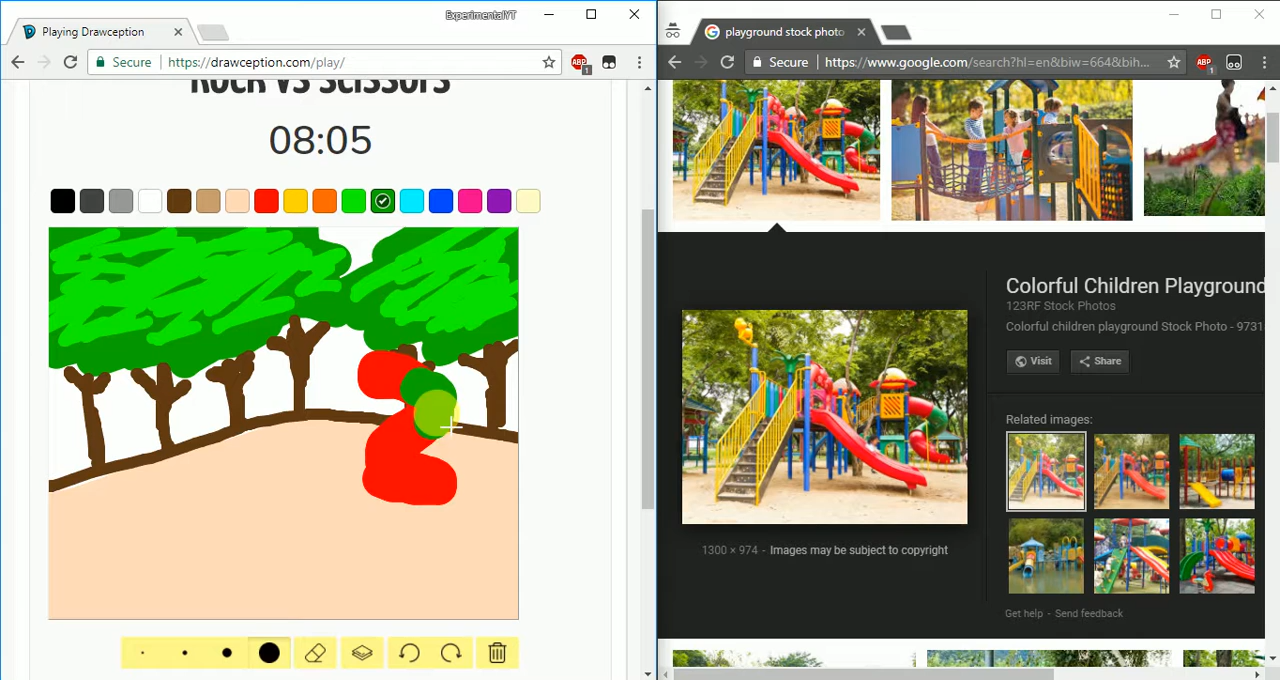 ExperimentalYT
Playing Drawception
Secure
https://drawception.com/play/
1
ROCK VS SCISSORS
08:05
playground stock photo
Secure
https://www.google.com/search?hl=en&biw=664&bih...
1
Colorful Children Playground
123RF Stock Photos
Colorful children playground Stock Photo - 9731
Visit
Share
Related images:
1300 × 974 - Images may be subject to copyright
Get help - Send feedback